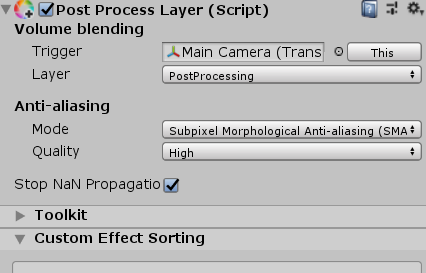 Post Process Layer (Script)
Volume blending
Trigger Main Camera (Trans This
Layer PostProcessing
Anti-aliasing
Mode Subpixel Morphological Anti-aliasing (SMA
Quality High
Stop NaN Propagatio
Toolkit
Custom Effect Sorting